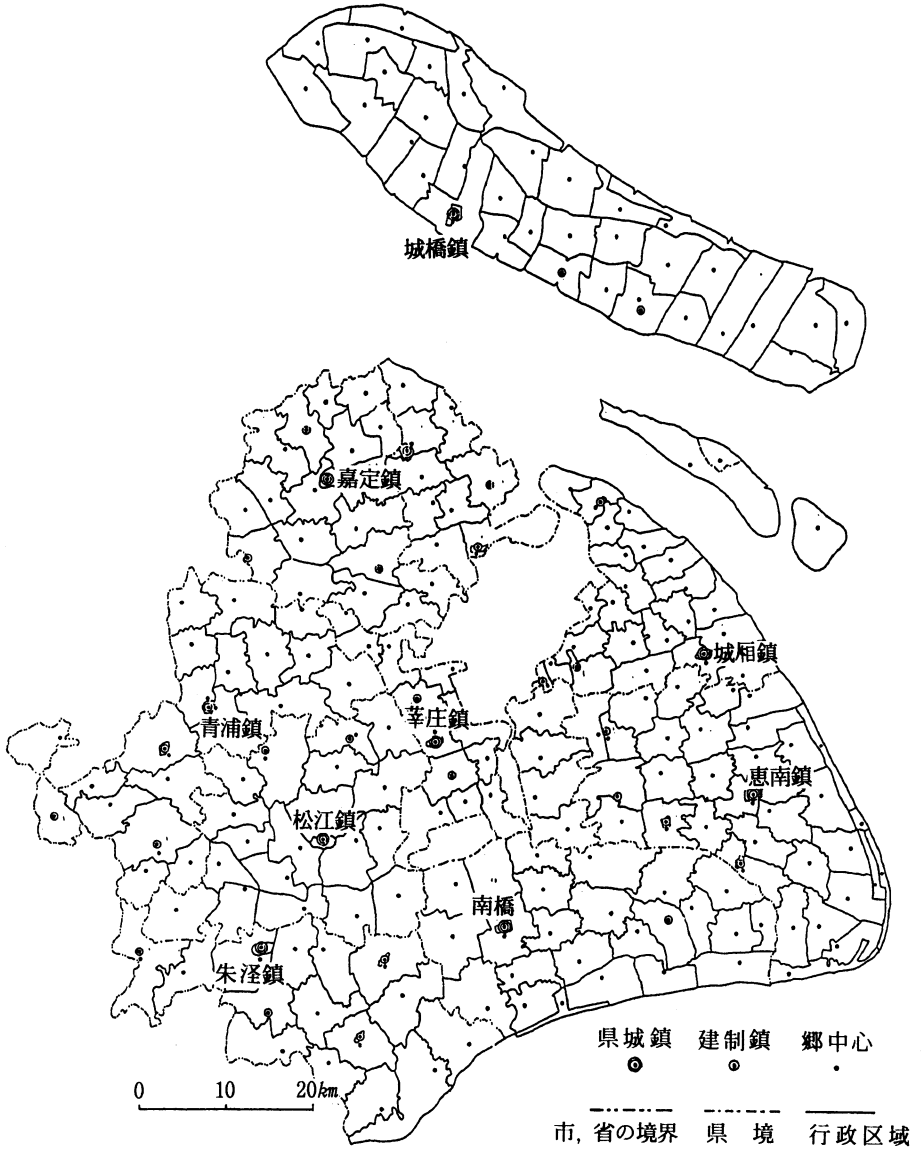 城橋鎮
嘉定鎮
城厢鎮
青浦鎮
莘庄鎮
恵南鎮
松江鎮
南橋
朱泾鎮
県城鎮 建制鎮 郷中心
0 10 20km
市,省の境界 県境 行政区域